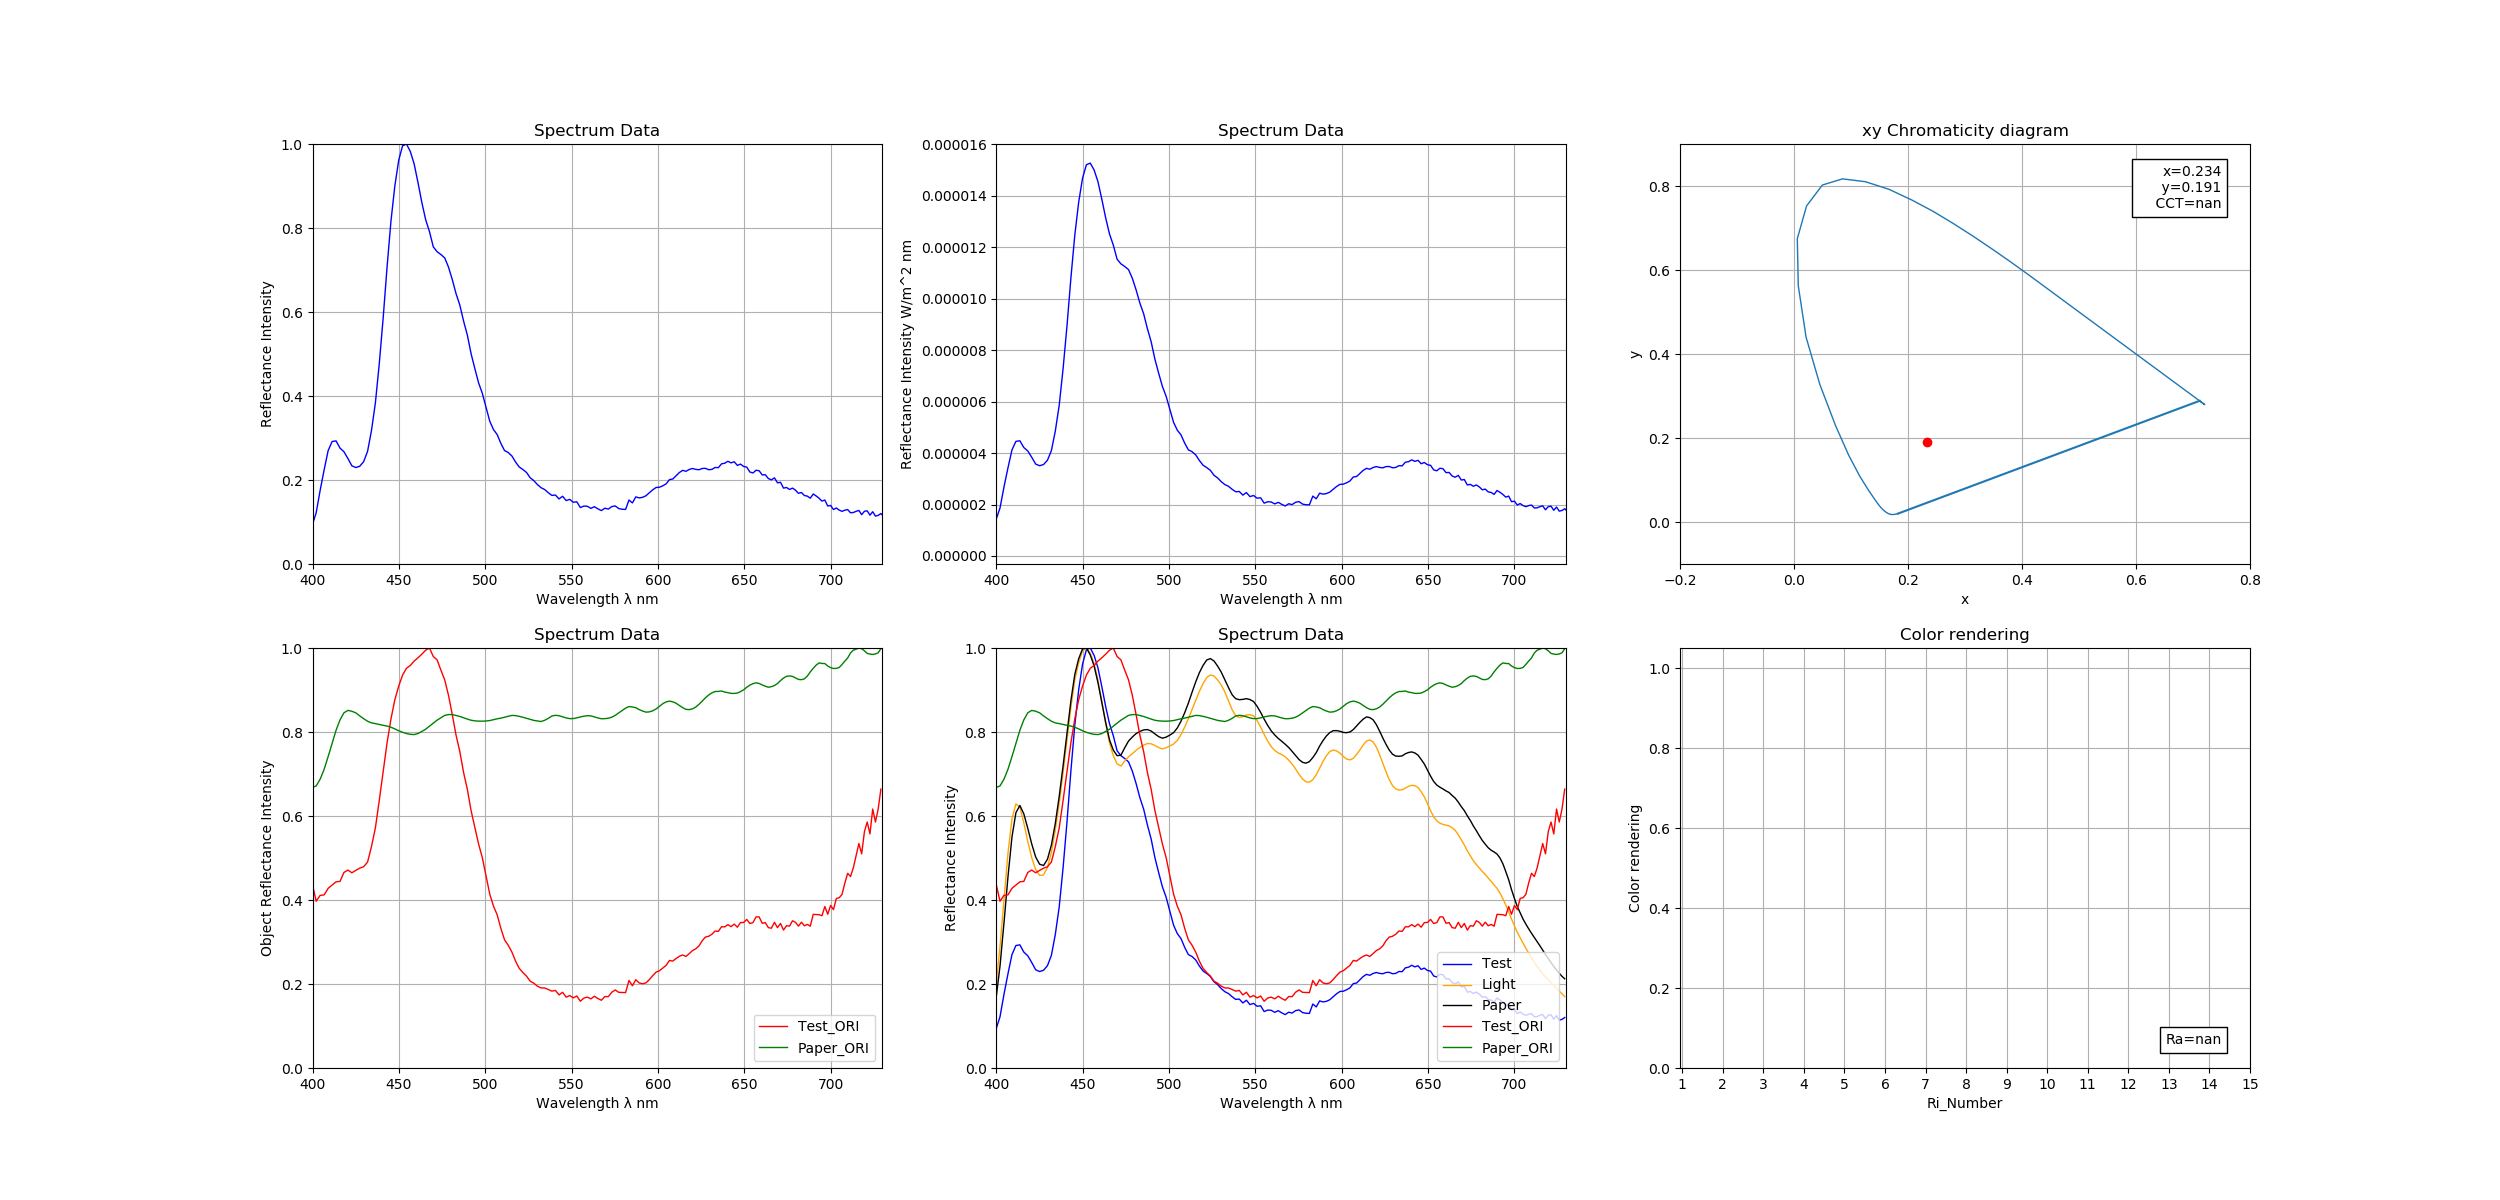 Spectrum Data
1.0
0.8
0.6
0.4
0.2
0.0
Reflectance Intensity
400 450 500 550 600 650 700
Wavelength λ nm
Spectrum Data
0.000016
0.000014
0.000012
0.000010
0.000008
0.000006
0.000004
0.000002
0.000000
Reflectance Intensity W/m^2 nm
400 450 500 550 600 650 700
Wavelength λ nm
xy Chromaticity diagram
x=0.234
y=0.191
CCT=nan
0.8
0.6
0.4
0.2
0.0
y
−0.2 0.0 0.2 0.4 0.6 0.8
x
Spectrum Data
1.0
0.8
0.6
0.4
0.2
0.0
Object Reflectance Intensity
Test_ORI
Paper_ORI
400 450 500 550 600 650 700
Wavelength λ nm
Spectrum Data
1.0
0.8
0.6
0.4
0.2
0.0
Reflectance Intensity
Test
Light
Paper
Test_ORI
Paper_ORI
400 450 500 550 600 650 700
Wavelength λ nm
Color rendering
1.0
0.8
0.6
0.4
0.2
0.0
Color rendering
Ra=nan
1 2 3 4 5 6 7 8 9 10 11 12 13 14 15
Ri_Number